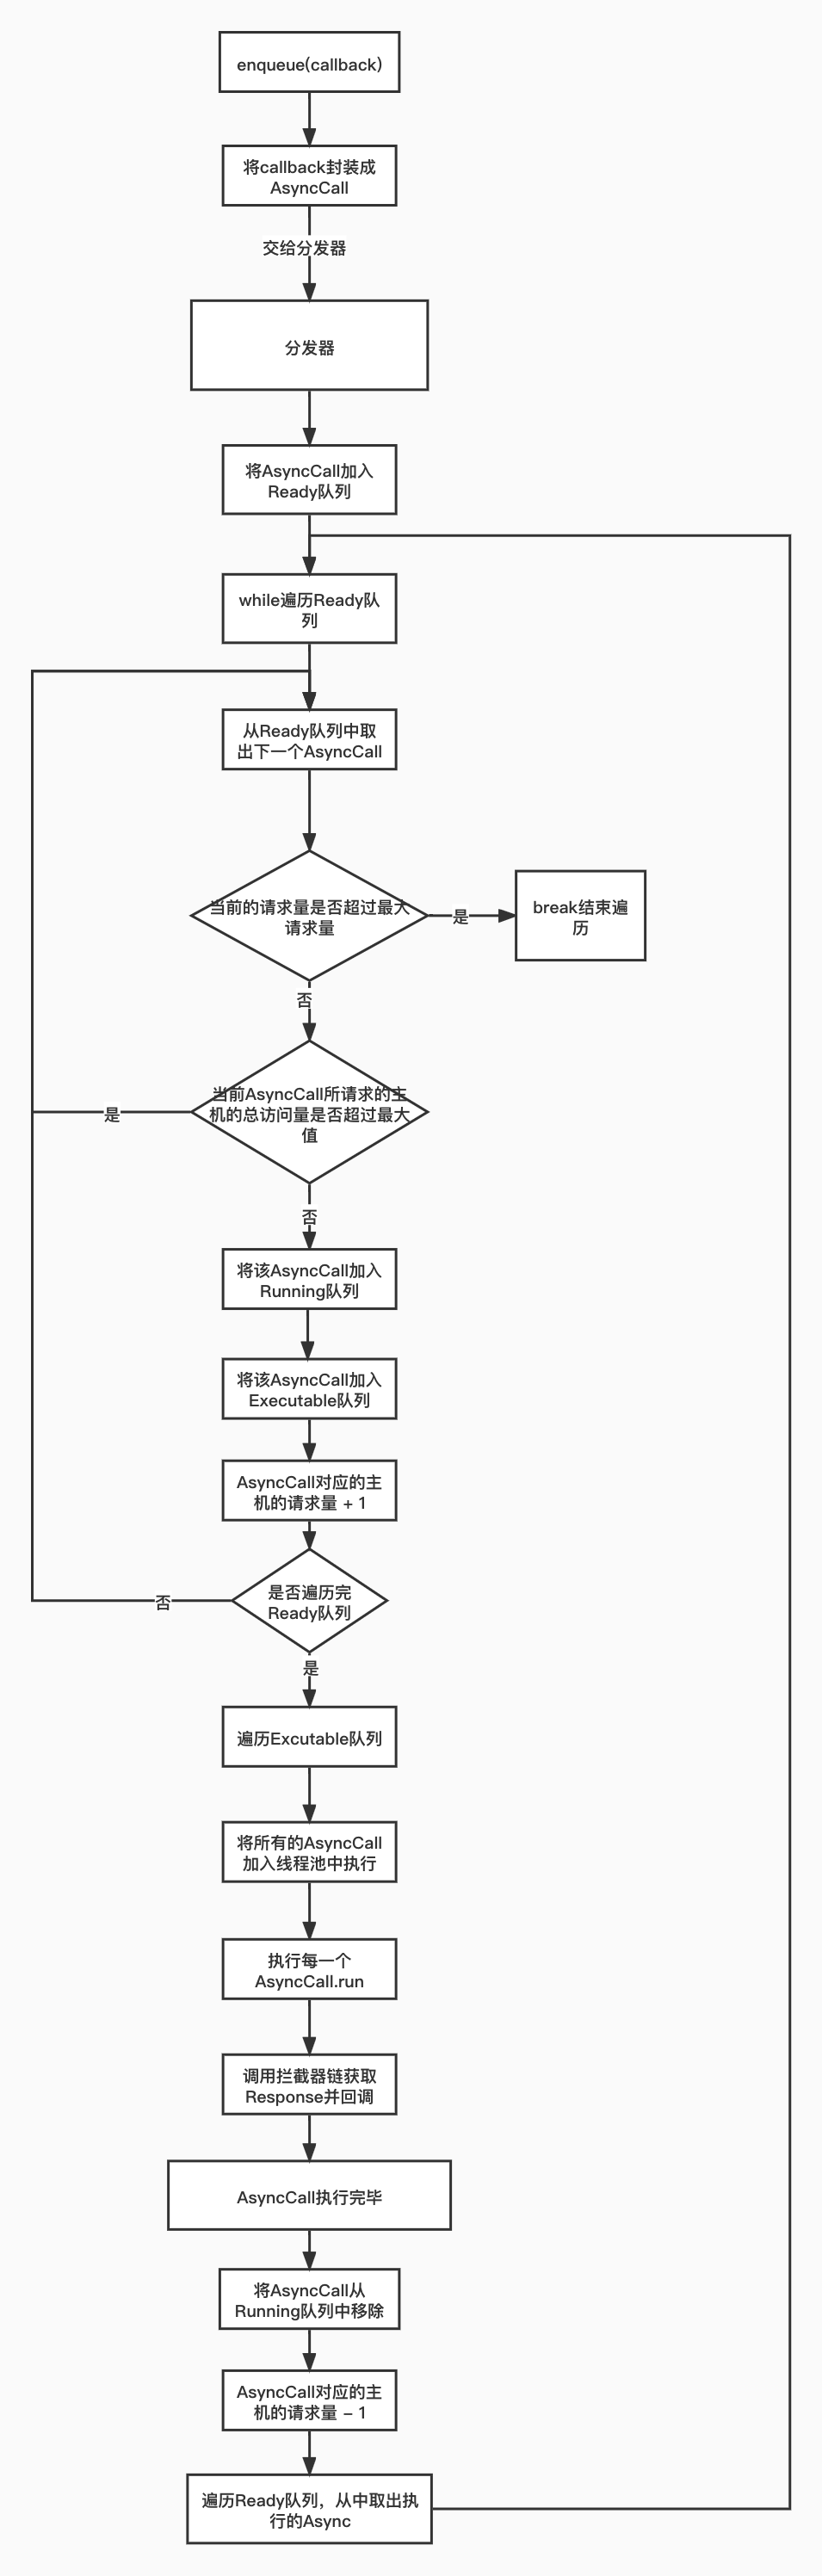 enqueue(callback)
将callback封装成
AsyncCall
交给分发器
分发器
将AsyncCall加入
Ready队列
while遍历Ready队
列
从Ready队列中取
出下一个AsyncCall
当前的请求量是否超过最大
请求量
是
break结束遍
历
否
当前AsyncCall所请求的主
机的总访问量是否超过最大
值
是
否
将该AsyncCall加入
Running队列
将该AsyncCall加入
Executable队列
AsyncCall对应的主
机的请求量 + 1
是否遍历完
Ready队列
否
是
遍历Excutable队列
将所有的AsyncCall
加入线程池中执行
执行每一个
AsyncCall.run
调用拦截器链获取
Response并回调
AsyncCall执行完毕
将AsyncCall从
Running队列中移除
AsyncCall对应的主
机的请求量 – 1
遍历Ready队列，从中取出执
行的Async